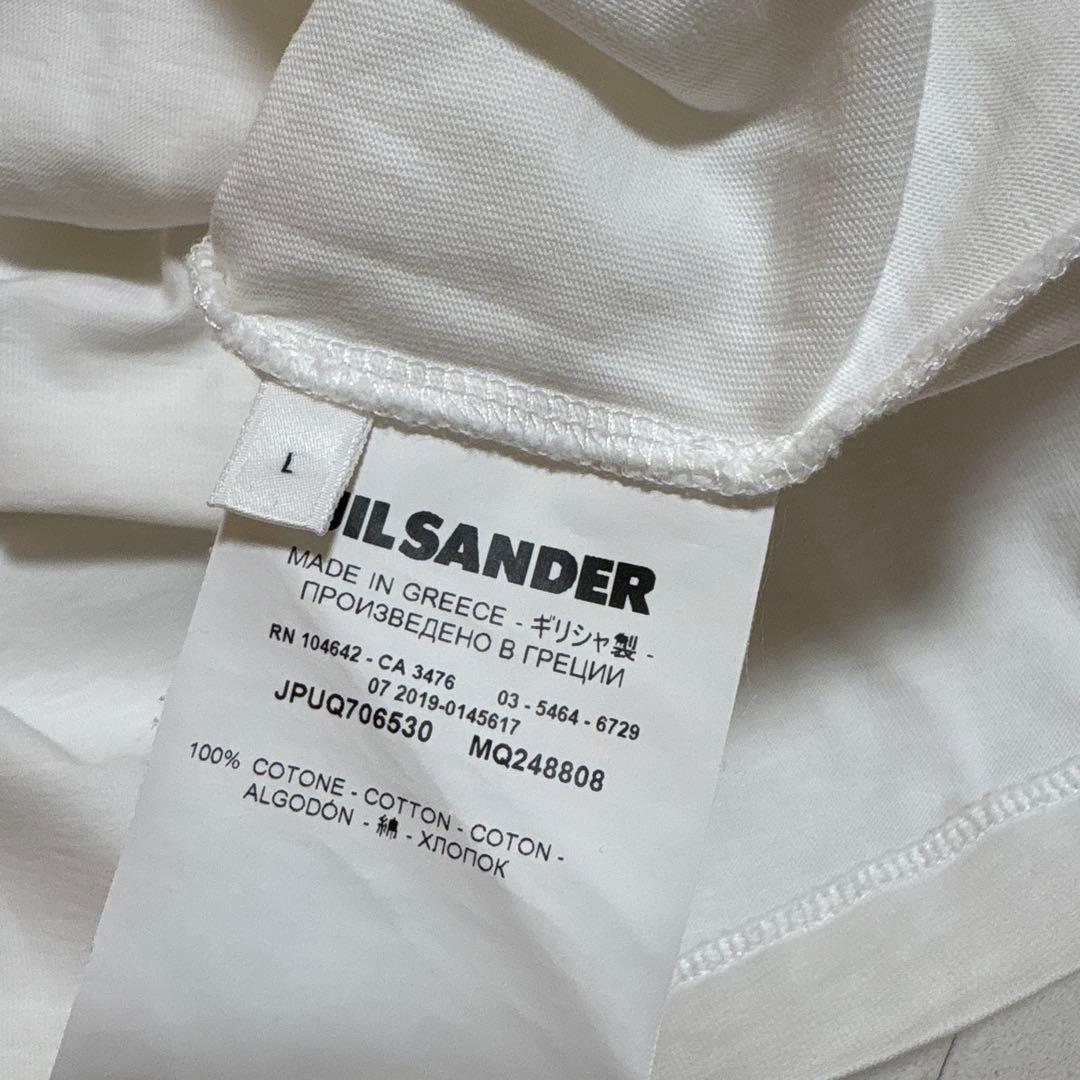 L
JIL SANDER
MADE IN GREECE - ギリシャ製 -
ПРОИЗВЕДЕНО В ГРЕЦИИ
RN 104642 - CA 3476 03 - 5464 - 6729
07 2019-0145617
JPUQ706530 MQ248808
100% COTONE - COTTON - COTON -
ALGODÓN - 綿 - ХЛОПОК